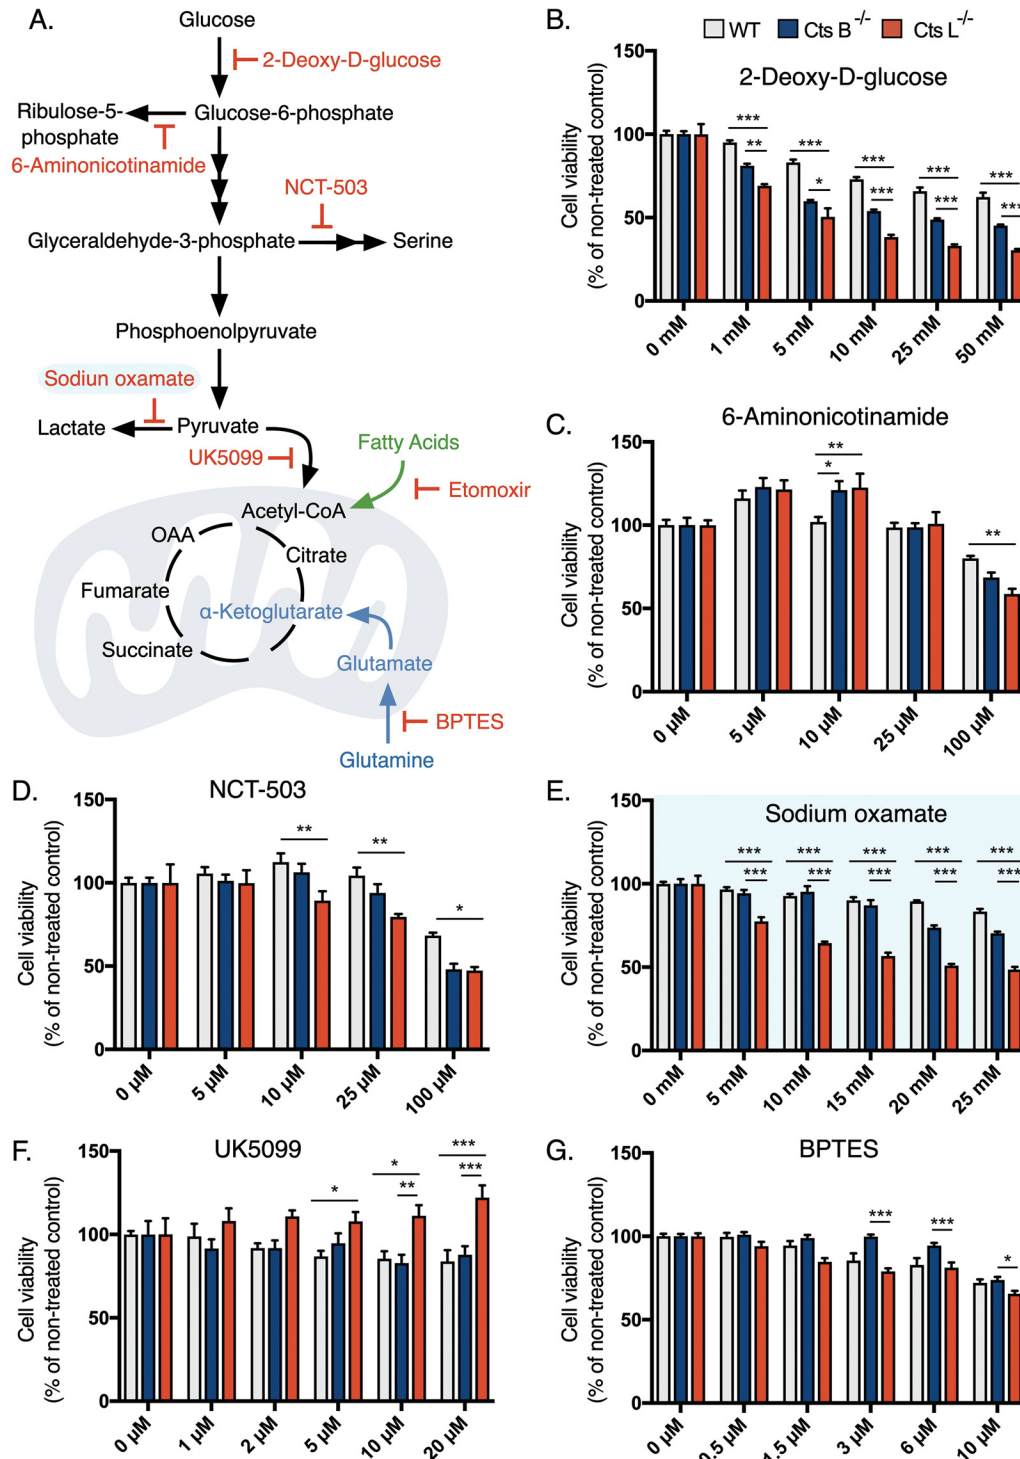 A.
Glucose
2-Deoxy-D-glucose
Ribulose-5-
phosphate
Glucose-6-phosphate
6-Aminonicotinamide
NCT-503
Glyceraldehyde-3-phosphate
Serine
Phosphoenolpyruvate
Sodiun oxamate
Lactate
Pyruvate
UK5099
Fatty Acids
Etomoxir
Acetyl-CoA
OAA
Citrate
Fumarate
α-Ketoglutarate
Succinate
Glutamate
BPTES
Glutamine
B.
WT Cts B -/- Cts L -/-
2-Deoxy-D-glucose
Cell viability
(% of non-treated control)
150
100
50
0
*** ** *** * *** *** *** *** *** ***
0 mM 1 mM 5 mM 10 mM 25 mM 50 mM
C.
6-Aminonicotinamide
Cell viability
(% of non-treated control)
150
100
50
0
** * **
0 µM 5 µM 10 µM 25 µM 100 µM
D.
NCT-503
Cell viability
(% of non-treated control)
150
100
50
0
** ** *
0 µM 5 µM 10 µM 25 µM 100 µM
E.
Sodium oxamate
Cell viability
(% of non-treated control)
150
100
50
0
*** *** *** *** ***
*** *** *** *** ***
0 mM 5 mM 10 mM 15 mM 20 mM 25 mM
F.
UK5099
Cell viability
(% of non-treated control)
150
100
50
0
* * ** *** ***
0 µM 1 µM 2 µM 5 µM 10 µM 20 µM
G.
BPTES
Cell viability
(% of non-treated control)
150
100
50
0
*** *** *
0 µM 0.5 µM 1.5 µM 3 µM 6 µM 10 µM